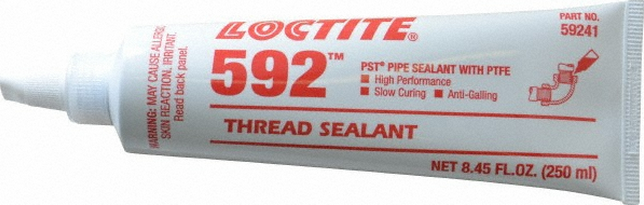 LOCTITE®
592™
PST® PIPE SEALANT WITH PTFE
■ High Performance
■ Slow Curing ■ Anti-Galling
THREAD SEALANT
NET 8.45 FL.OZ. (250 ml)
PART NO.
59241
WARNING: MAY CAUSE ALLERGIC
SKIN REACTION, IRRITANT.
Read back panel.